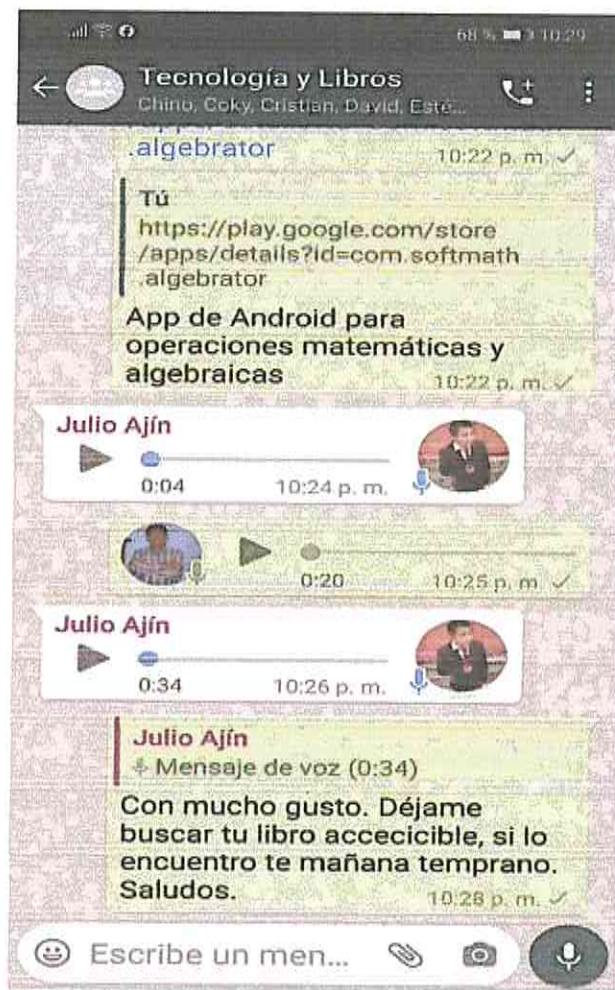 68 % 10:29
Tecnología y Libros
Chino, Coky, Cristian, David, Esté...
.algebrator
10:22 p. m.
Tú
https://play.google.com/store
/apps/details?id=com.softmath
.algebrator
App de Android para
operaciones matemáticas y
algebraicas
10:22 p. m.
Julio Ajín
0:04 10:24 p. m.
0:20 10:25 p. m
Julio Ajín
0:34 10:26 p. m.
Julio Ajín
Mensaje de voz (0:34)
Con mucho gusto. Déjame
buscar tu libro accecicible, si lo
encuentro te mañana temprano.
Saludos.
10:28 p. m.
Escribe un men...